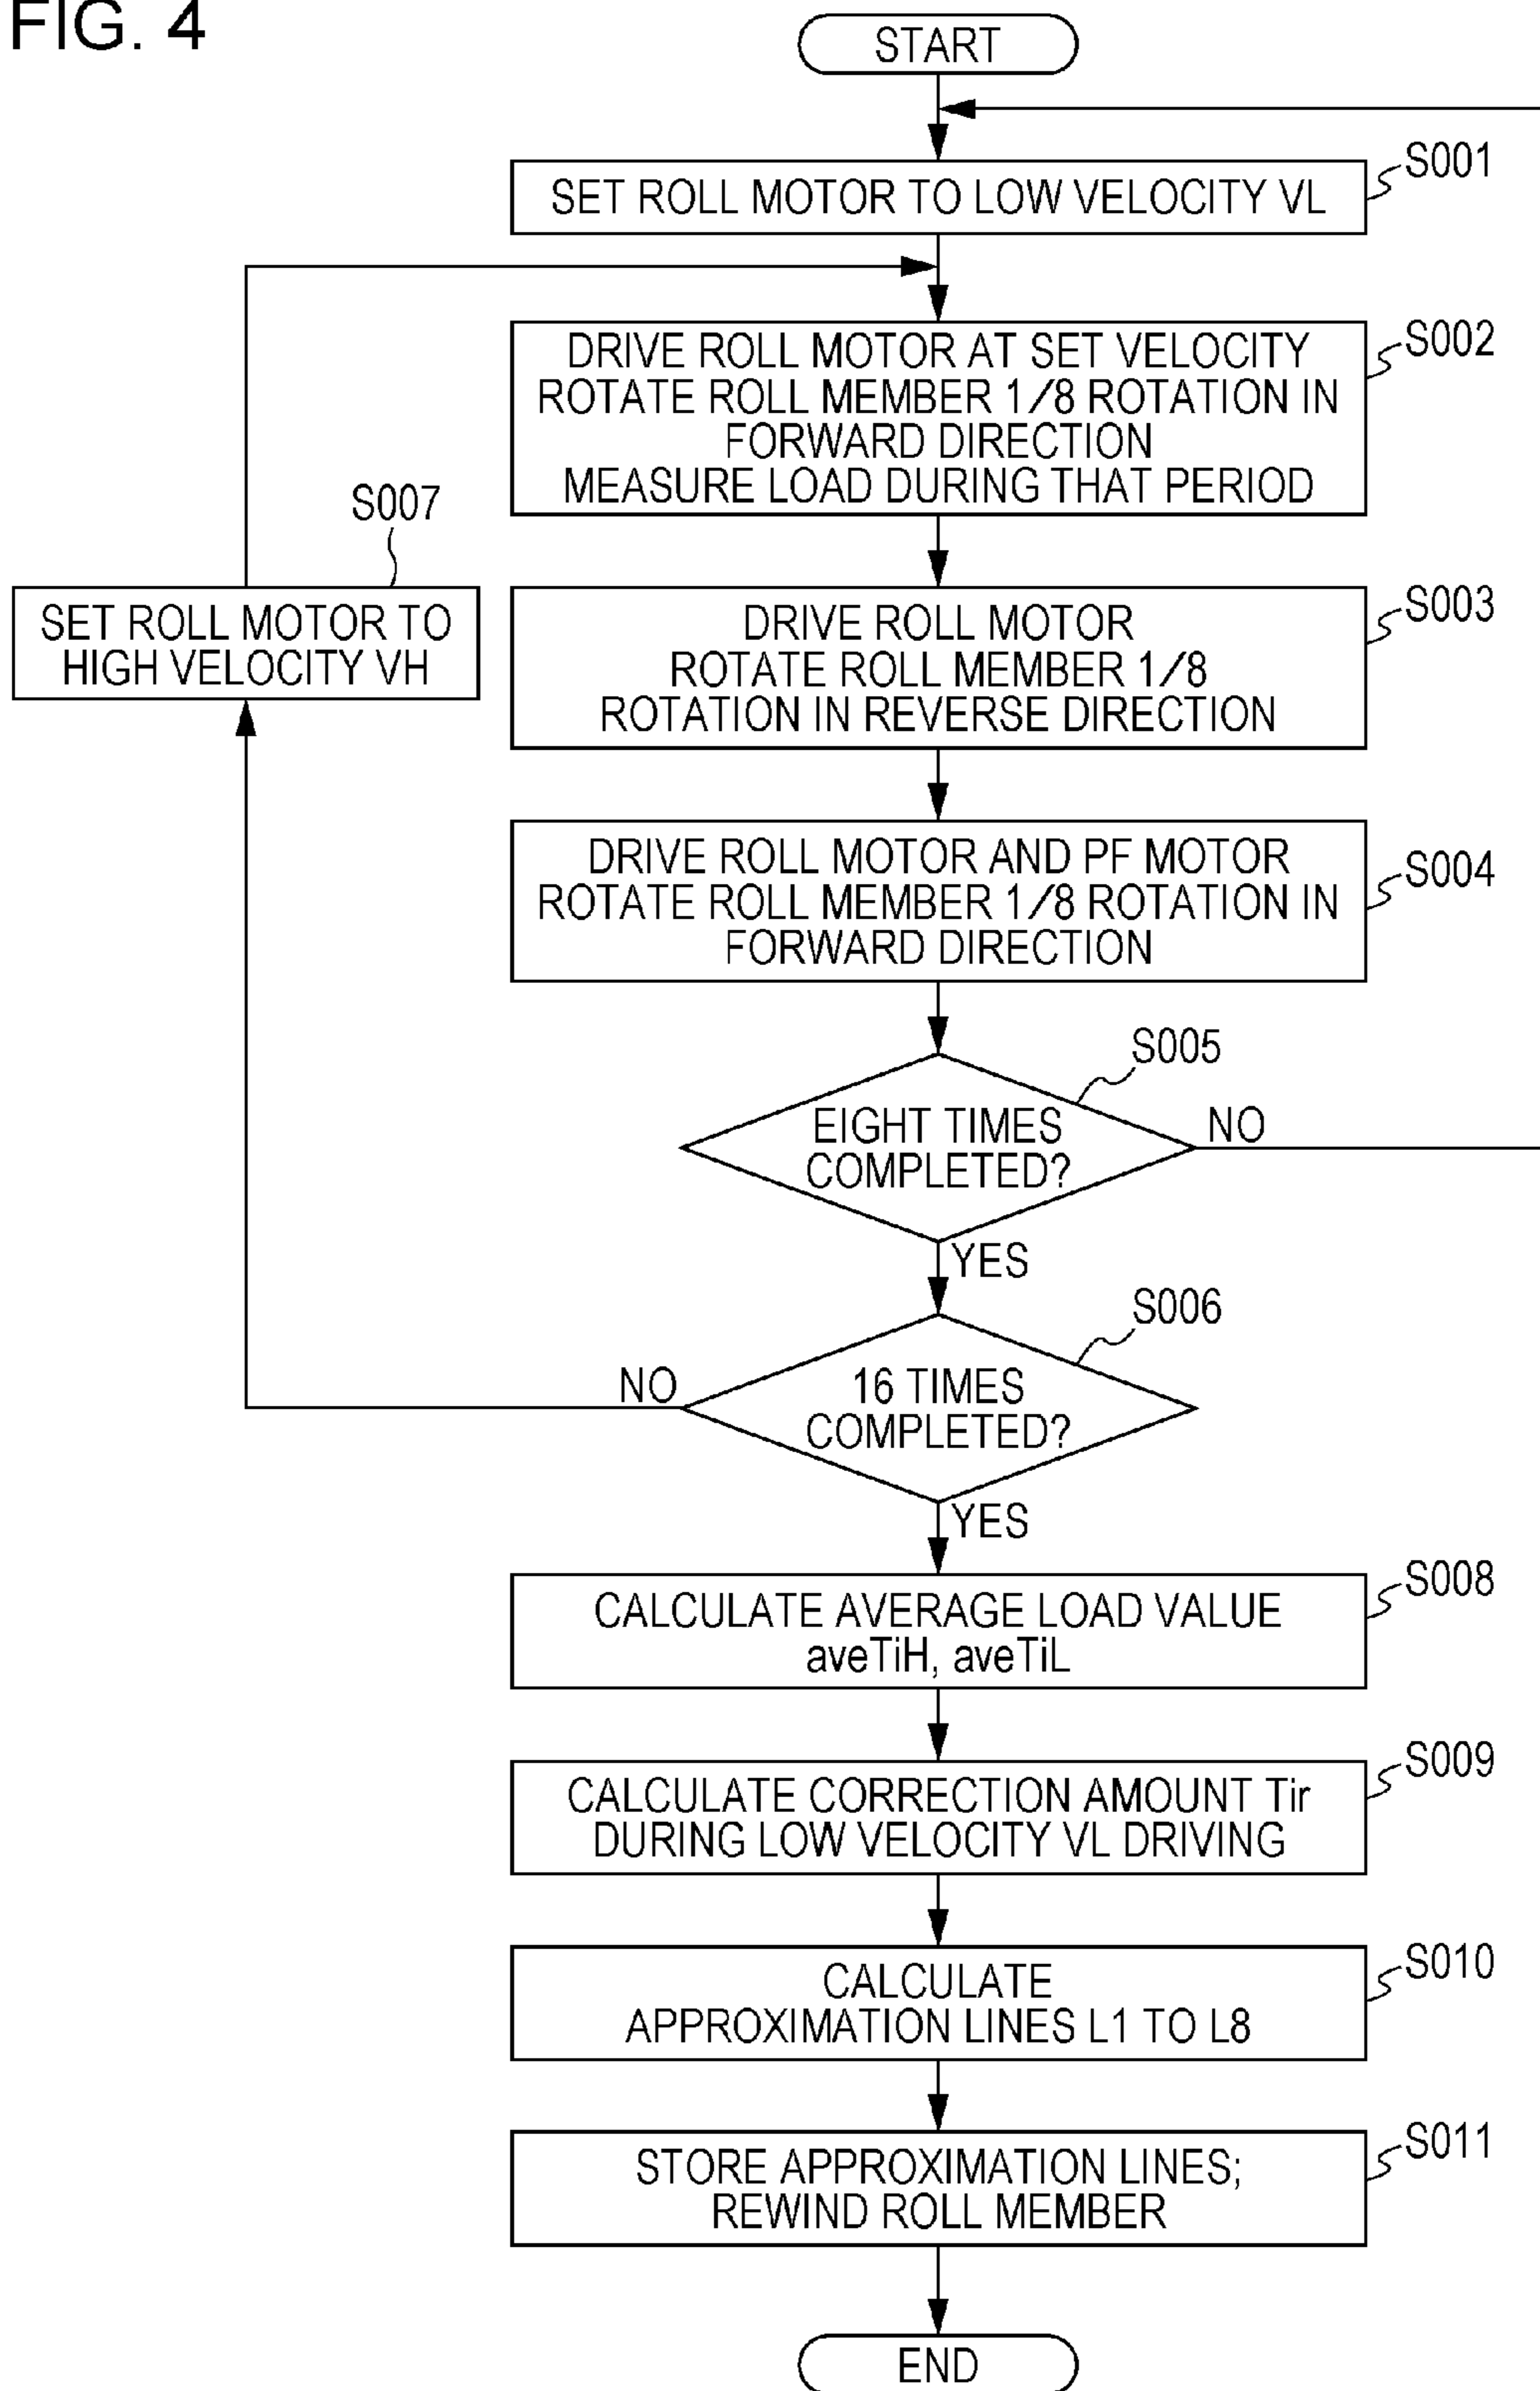 FIG. 4
START
S001
SET ROLL MOTOR TO LOW VELOCITY VL
S002
DRIVE ROLL MOTOR AT SET VELOCITY
ROTATE ROLL MEMBER 1/8 ROTATION IN
FORWARD DIRECTION
MEASURE LOAD DURING THAT PERIOD
S007
SET ROLL MOTOR TO
HIGH VELOCITY VH
S003
DRIVE ROLL MOTOR
ROTATE ROLL MEMBER 1/8
ROTATION IN REVERSE DIRECTION
S004
DRIVE ROLL MOTOR AND PF MOTOR
ROTATE ROLL MEMBER 1/8 ROTATION IN
FORWARD DIRECTION
S005
EIGHT TIMES
COMPLETED?
NO
YES
S006
16 TIMES
COMPLETED?
NO
YES
S008
CALCULATE AVERAGE LOAD VALUE
aveTiH, aveTiL
S009
CALCULATE CORRECTION AMOUNT Tir
DURING LOW VELOCITY VL DRIVING
S010
CALCULATE
APPROXIMATION LINES L1 TO L8
S011
STORE APPROXIMATION LINES;
REWIND ROLL MEMBER
END